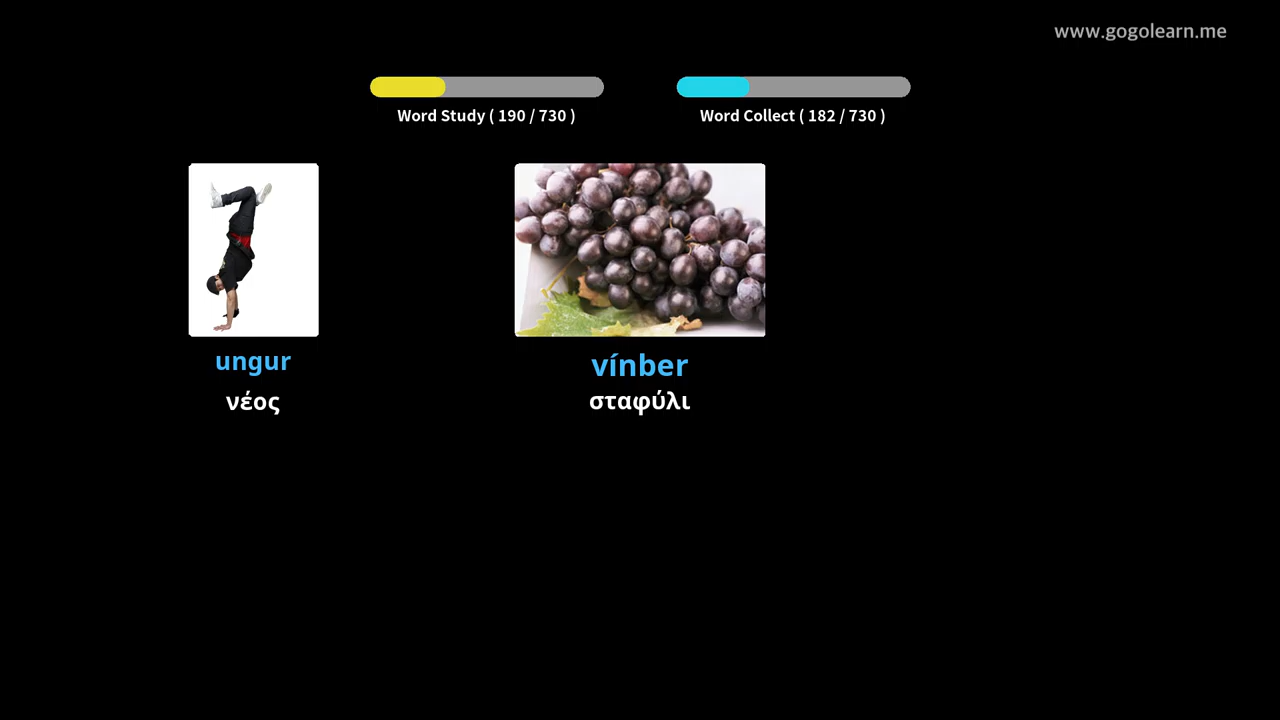 www.gogolearn.me
Word Study ( 190 / 730 )
Word Collect ( 182 / 730 )
ungur
νέος
vínber
σταφύλι